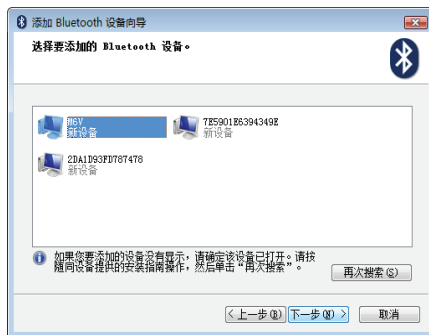 添加 Bluetooth 设备向导
选择要添加的 Bluetooth 设备。
M6V
新设备
7E5901E6394349E
新设备
2DA1D93FD787478
新设备
如果您要添加的设备没有显示，请确定该设备已打开。请按
随同设备提供的安装指南操作，然后单击“再次搜索”。
再次搜索(S)
< 上一步(B)
下一步(N) >
取消